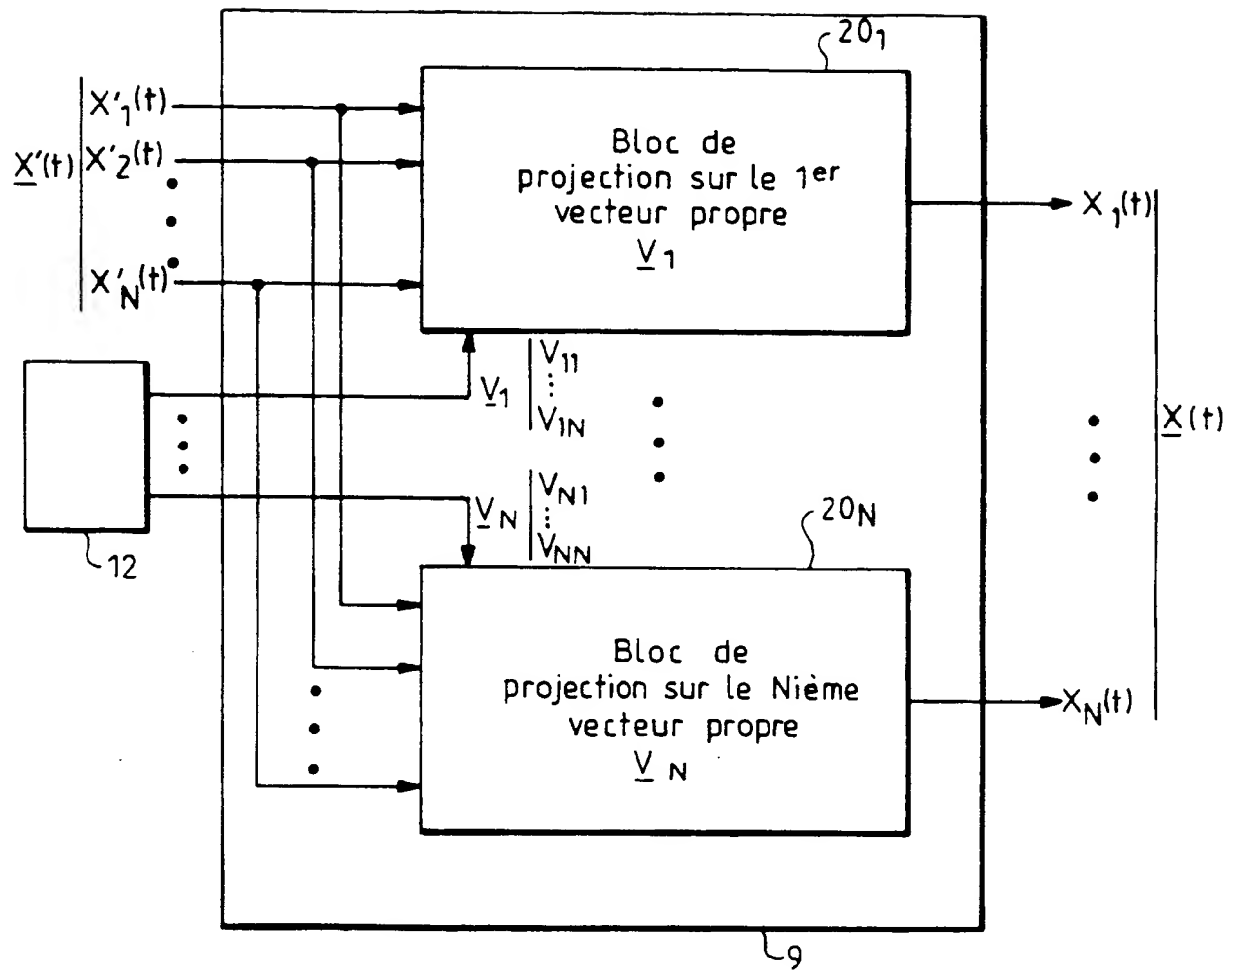 20₁
X'₁(t)
X'₂(t)
X'(t)
X'N(t)
Bloc de
projection sur le 1er
vecteur propre
V₁
X₁(t)
V₁
V₁₁
V₁N
X(t)
12
VN
VN₁
VNN
20N
Bloc de
projection sur le Nième
vecteur propre
VN
XN(t)
9